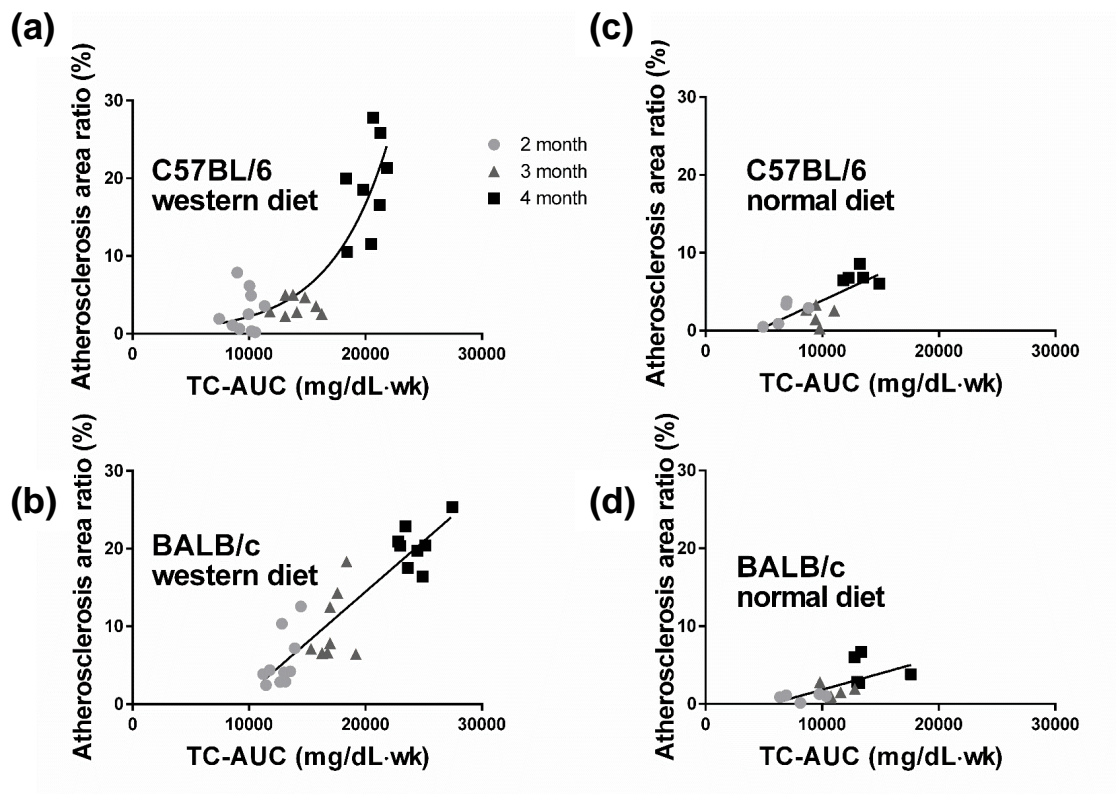 (a)
Atherosclerosis area ratio (%)
30
20
10
0
C57BL/6
western diet
0
10000
20000
30000
TC-AUC (mg/dL·wk)
2 month
3 month
4 month
(c)
Atherosclerosis area ratio (%)
30
20
10
0
C57BL/6
normal diet
0
10000
20000
30000
TC-AUC (mg/dL·wk)
(b)
Atherosclerosis area ratio (%)
30
20
10
0
BALB/c
western diet
0
10000
20000
30000
TC-AUC (mg/dL·wk)
(d)
Atherosclerosis area ratio (%)
30
20
10
0
BALB/c
normal diet
0
10000
20000
30000
TC-AUC (mg/dL·wk)